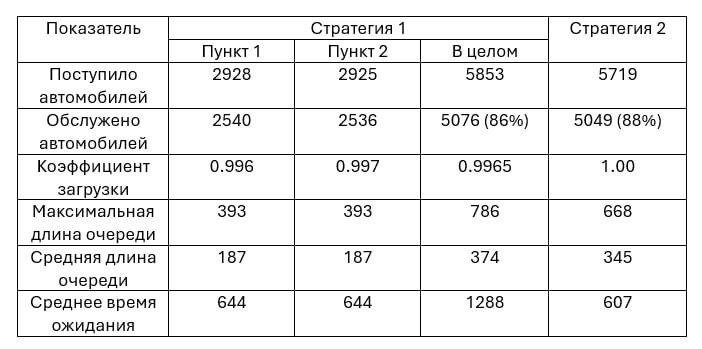 Показатель Стратегия 1 Стратегия 2
Пункт 1 Пункт 2 В целом
Поступило автомобилей 2928 2925 5853 5719
Обслужено автомобилей 2540 2536 5076 (86%) 5049 (88%)
Коэффициент загрузки 0.996 0.997 0.9965 1.00
Максимальная длина очереди 393 393 786 668
Средняя длина очереди 187 187 374 345
Среднее время ожидания 644 644 1288 607